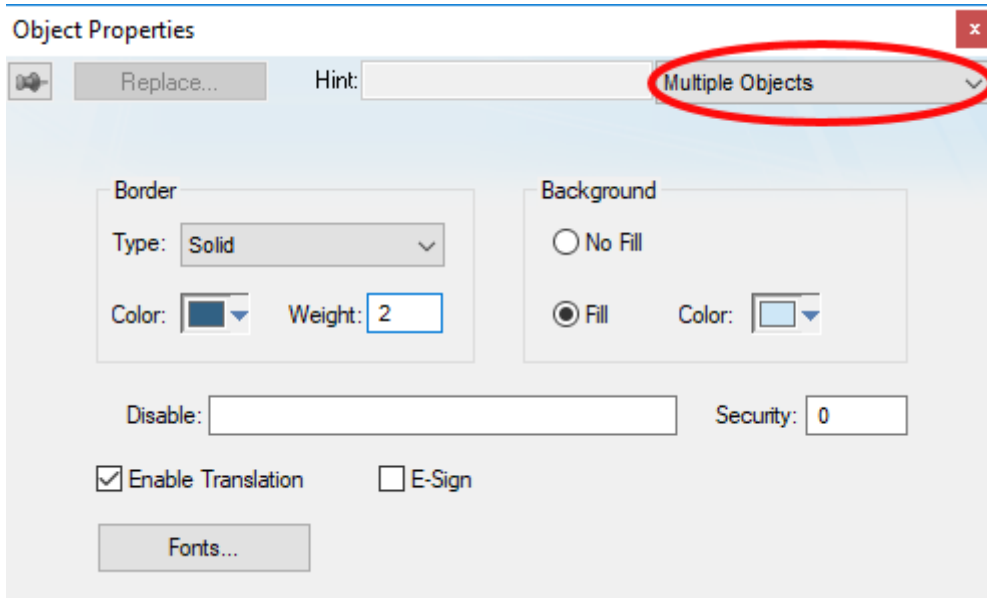 Object Properties
x
Replace... Hint: Multiple Objects
Border Background
Type: Solid No Fill
Color: Weight: 2 Fill Color:
Disable: Security: 0
Enable Translation E-Sign
Fonts...